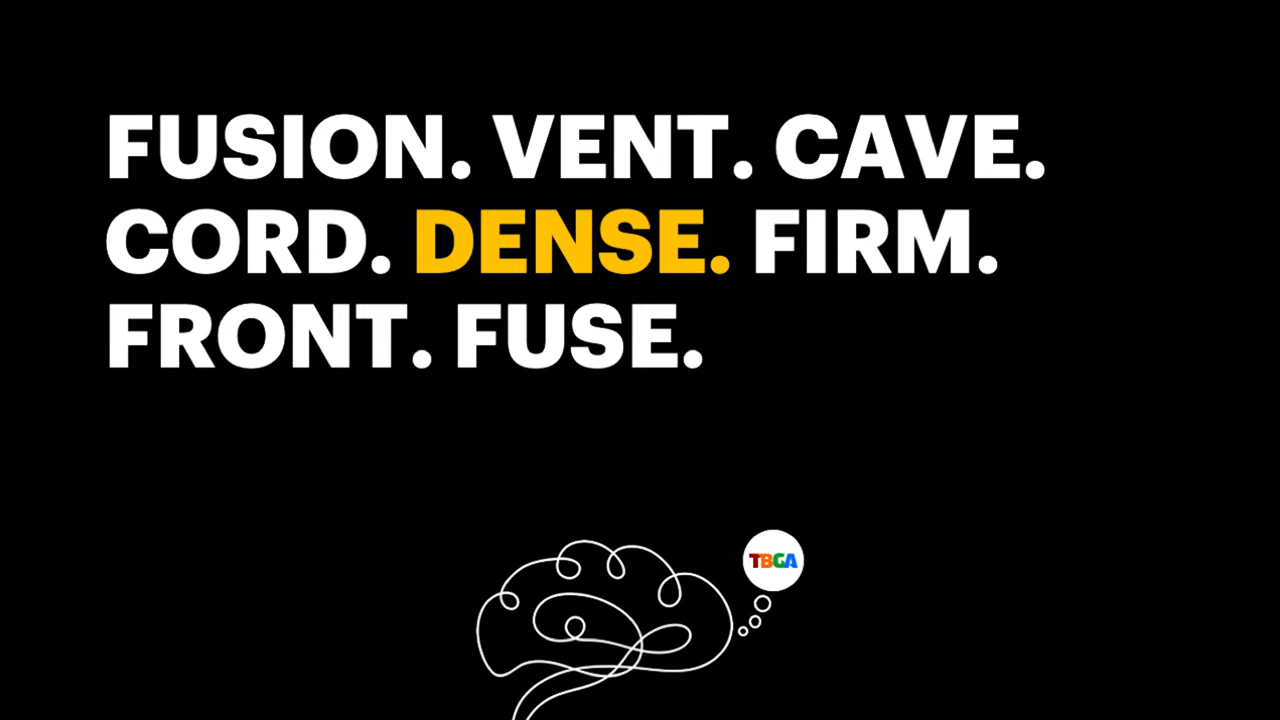 FUSION. VENT. CAVE.
CORD. DENSE. FIRM.
FRONT. FUSE.
TBGA